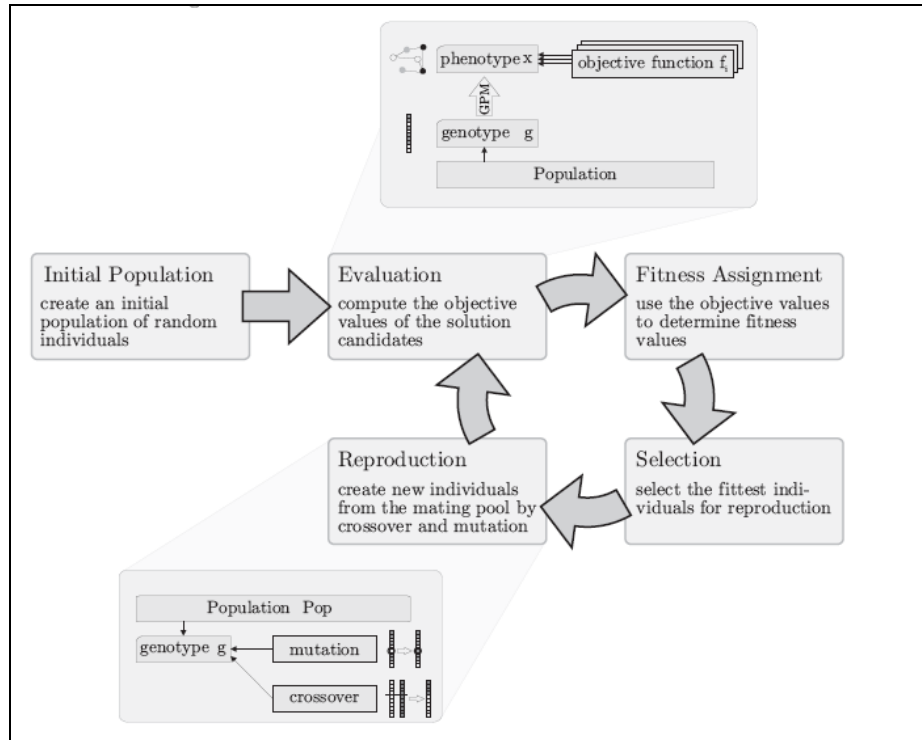 phenotype x
objective function fᵢ
GPM
genotype g
Population
Initial Population
create an initial
population of random
individuals
Evaluation
compute the objective
values of the solution
candidates
Fitness Assignment
use the objective values
to determine fitness
values
Reproduction
create new individuals
from the mating pool by
crossover and mutation
Selection
select the fittest indi-
viduals for reproduction
Population Pop
genotype g
mutation
crossover